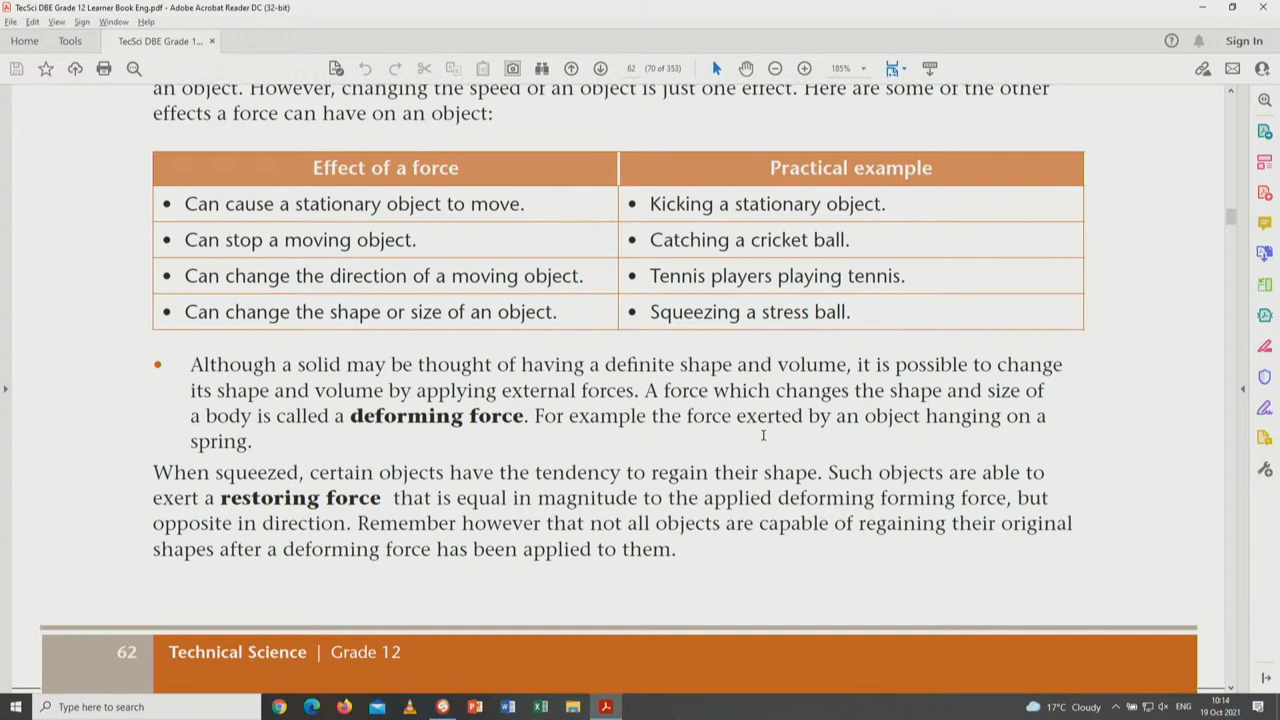 TecSci DBE Grade 12 Learner Book Eng.pdf - Adobe Acrobat Reader DC (32-bit)
File Edit View Sign Window Help
Home Tools TecSci DBE Grade 1... × Sign In
62 (70 of 353) 185%
an object. However, changing the speed of an object is just one effect. Here are some of the other
effects a force can have on an object:
Effect of a force Practical example
• Can cause a stationary object to move. • Kicking a stationary object.
• Can stop a moving object. • Catching a cricket ball.
• Can change the direction of a moving object. • Tennis players playing tennis.
• Can change the shape or size of an object. • Squeezing a stress ball.
• Although a solid may be thought of having a definite shape and volume, it is possible to change
its shape and volume by applying external forces. A force which changes the shape and size of
a body is called a deforming force. For example the force exerted by an object hanging on a
spring.
When squeezed, certain objects have the tendency to regain their shape. Such objects are able to
exert a restoring force that is equal in magnitude to the applied deforming forming force, but
opposite in direction. Remember however that not all objects are capable of regaining their original
shapes after a deforming force has been applied to them.
62 Technical Science | Grade 12
Type here to search 17°C Cloudy ENG 10:14
19 Oct 2021